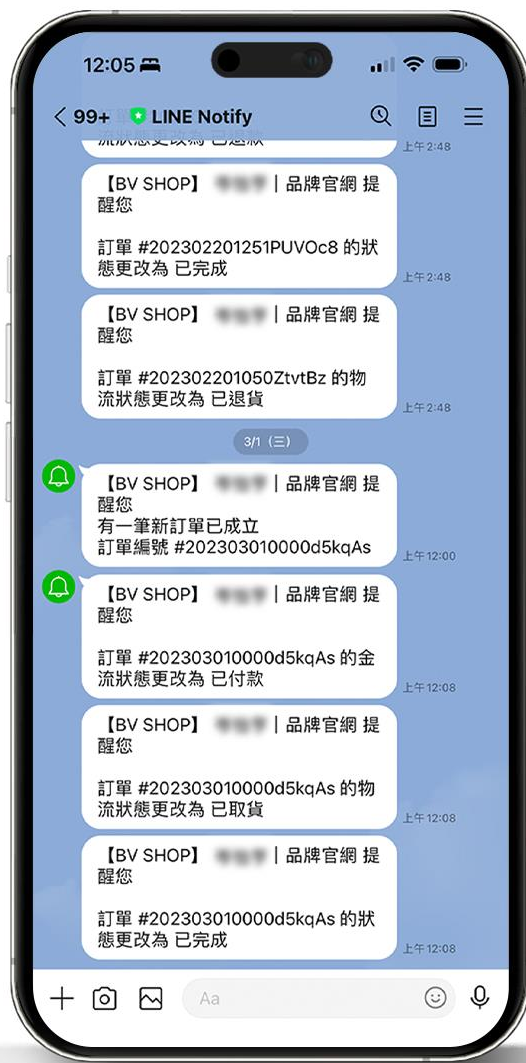 12:05
99+
LINE Notify
流狀態更改為 已退款
上午 2:48
【BV SHOP】 | 品牌官網 提
醒您
訂單 #202302201251PUVOc8 的狀
態更改為 已完成
上午 2:48
【BV SHOP】 | 品牌官網 提
醒您
訂單 #202302201050ZtvtBz 的物
流狀態更改為 已退貨
上午 2:48
3/1（三）
【BV SHOP】 | 品牌官網 提
醒您
有一筆新訂單已成立
訂單編號 #202303010000d5kqAs
上午 12:00
【BV SHOP】 | 品牌官網 提
醒您
訂單 #202303010000d5kqAs 的金
流狀態更改為 已付款
上午 12:08
【BV SHOP】 | 品牌官網 提
醒您
訂單 #202303010000d5kqAs 的物
流狀態更改為 已取貨
上午 12:08
【BV SHOP】 | 品牌官網 提
醒您
訂單 #202303010000d5kqAs 的狀
態更改為 已完成
上午 12:08
Aa